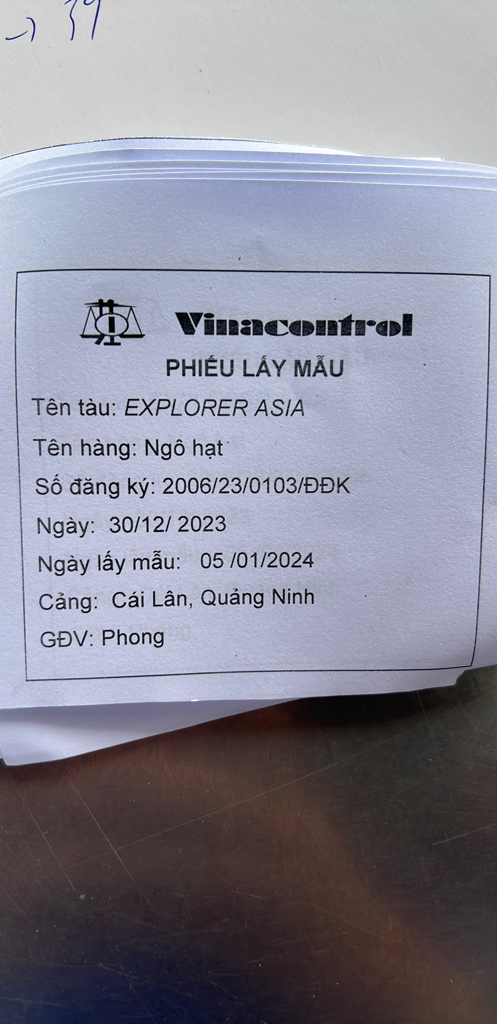 → 39
Vinacontrol
PHIẾU LẤY MẪU
Tên tàu: EXPLORER ASIA
Tên hàng: Ngô hạt
Số đăng ký: 2006/23/0103/ĐĐK
Ngày: 30/12/ 2023
Ngày lấy mẫu: 05 /01/2024
Cảng: Cái Lân, Quảng Ninh
GĐV: Phong